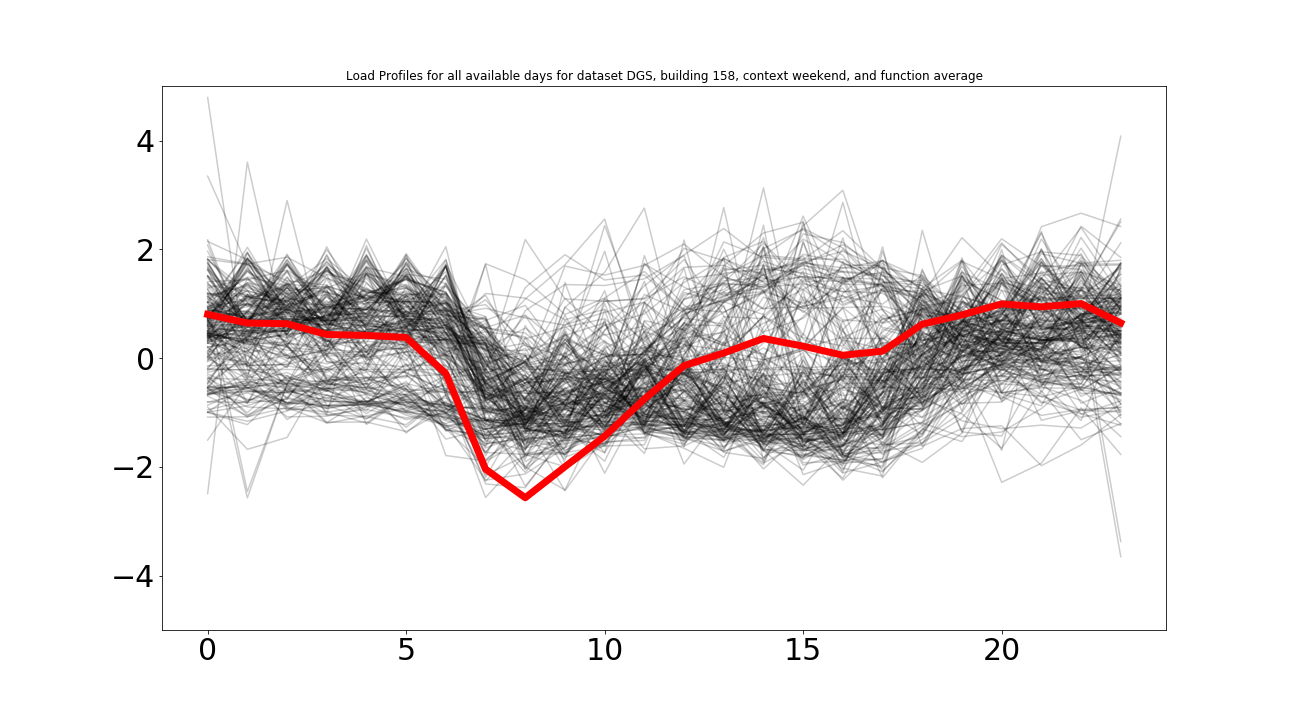 Load Profiles for all available days for dataset DGS, building 158, context weekend, and function average
4
2
0
−2
−4
0 5 10 15 20